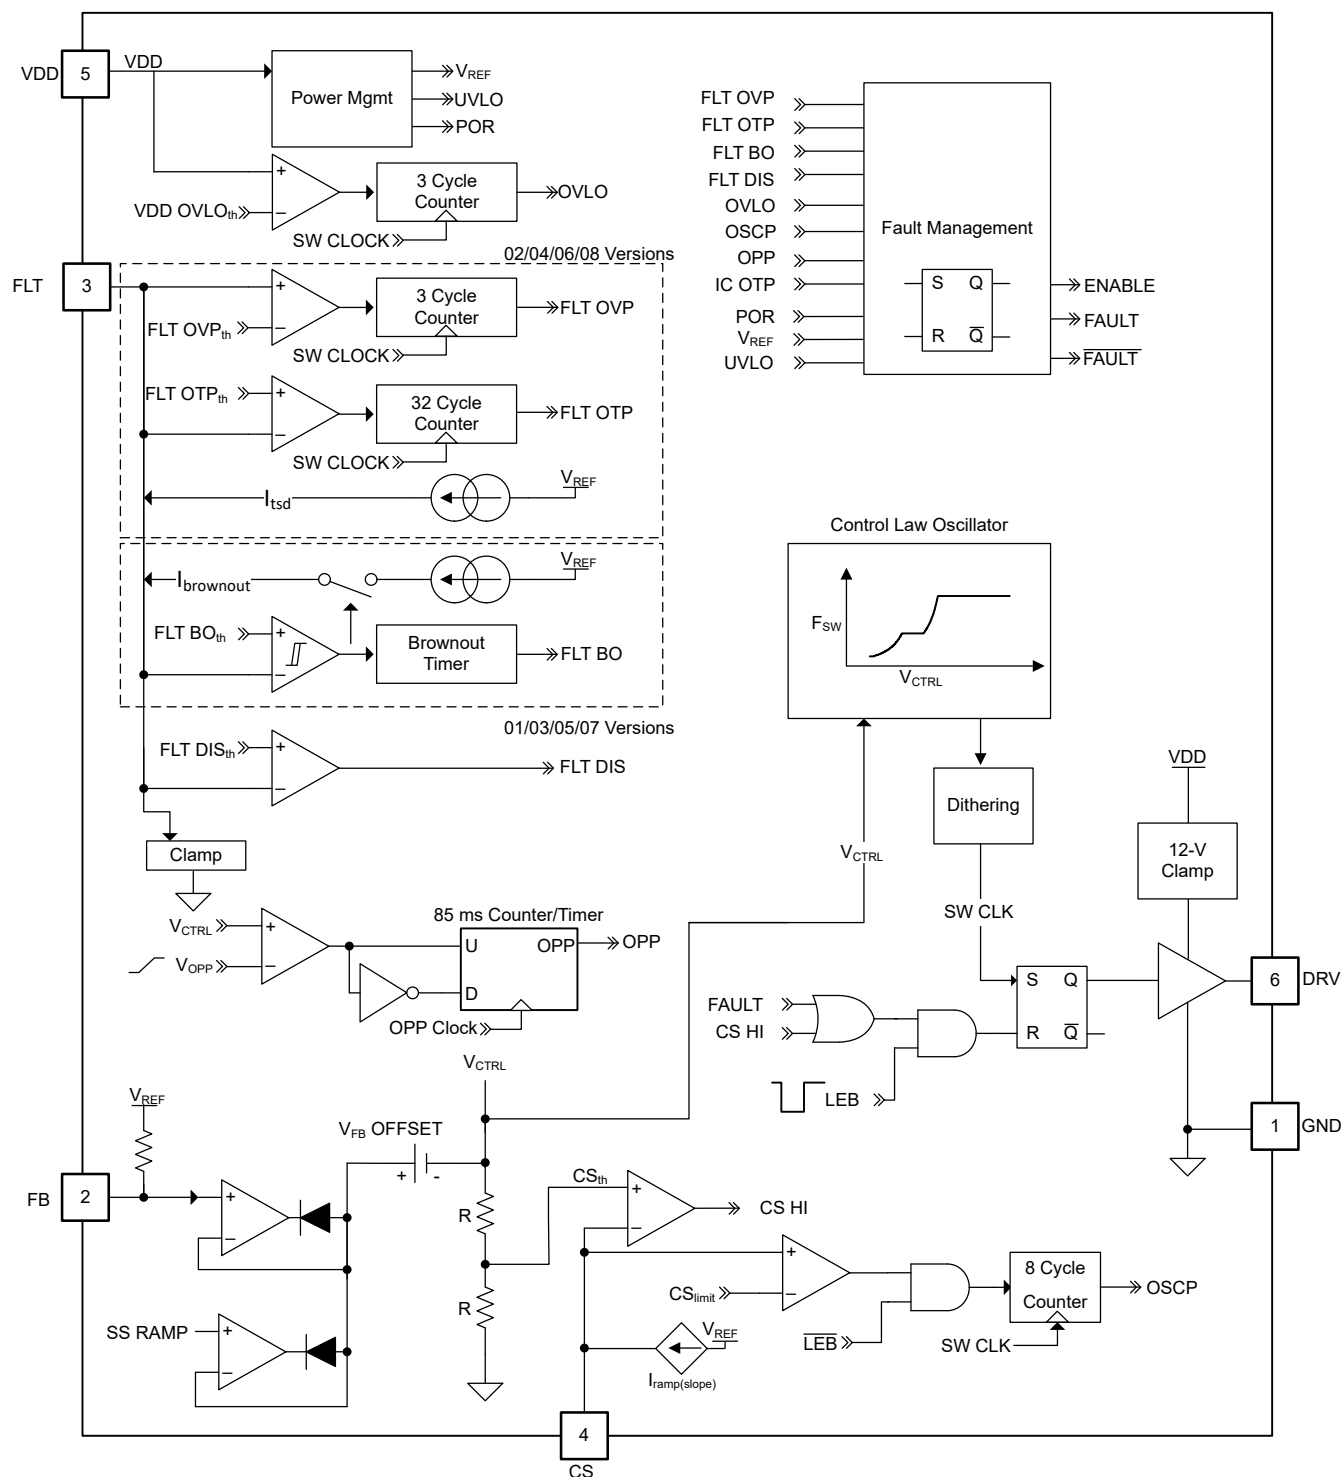 VDD
5
VDD
Power Mgmt
VREF
UVLO
POR
+
−
VDD OVLOth
3 Cycle
Counter
OVLO
SW CLOCK
02/04/06/08 Versions
FLT
3
+
−
FLT OVPth
3 Cycle
Counter
FLT OVP
SW CLOCK
FLT OTPth
+
−
32 Cycle
Counter
FLT OTP
SW CLOCK
Itsd
VREF
Ibrownout
VREF
FLT BOth
+
−
Brownout
Timer
FLT BO
01/03/05/07 Versions
FLT DISth
+
−
FLT DIS
Clamp
FLT OVP
FLT OTP
FLT BO
FLT DIS
OVLO
OSCP
OPP
IC OTP
POR
VREF
UVLO
Fault Management
S Q
R Q
ENABLE
FAULT
FAULT
Control Law Oscillator
FSW
VCTRL
Dithering
VCTRL
SW CLK
VDD
12-V
Clamp
VCTRL
+
VOPP
−
85 ms Counter/Timer
U OPP
D
OPP
OPP Clock
FAULT
CS HI
LEB
S Q
R Q
6
DRV
1
GND
VCTRL
VREF
VFB OFFSET
+ -
FB
2
+
−
R
R
SS RAMP
+
−
CSth
+
−
CS HI
+
−
CSlimit
LEB
8 Cycle
Counter
OSCP
SW CLK
VREF
Iramp(slope)
4
CS